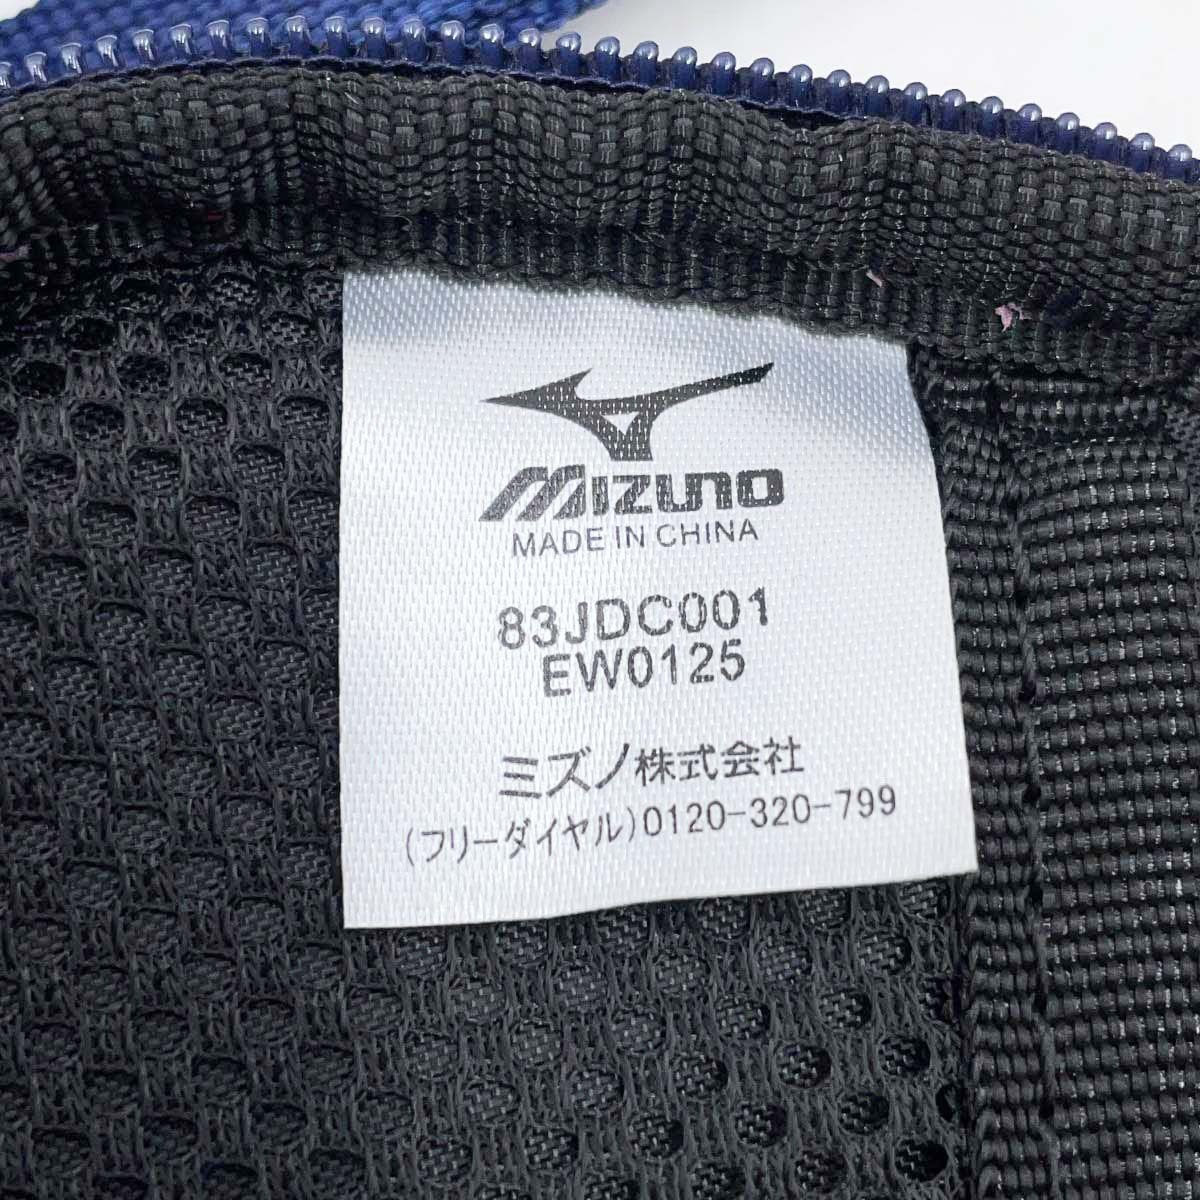 MIZUNO
MADE IN CHINA
83JDC001
EW0125
ミズノ株式会社
(フリーダイヤル)0120-320-799